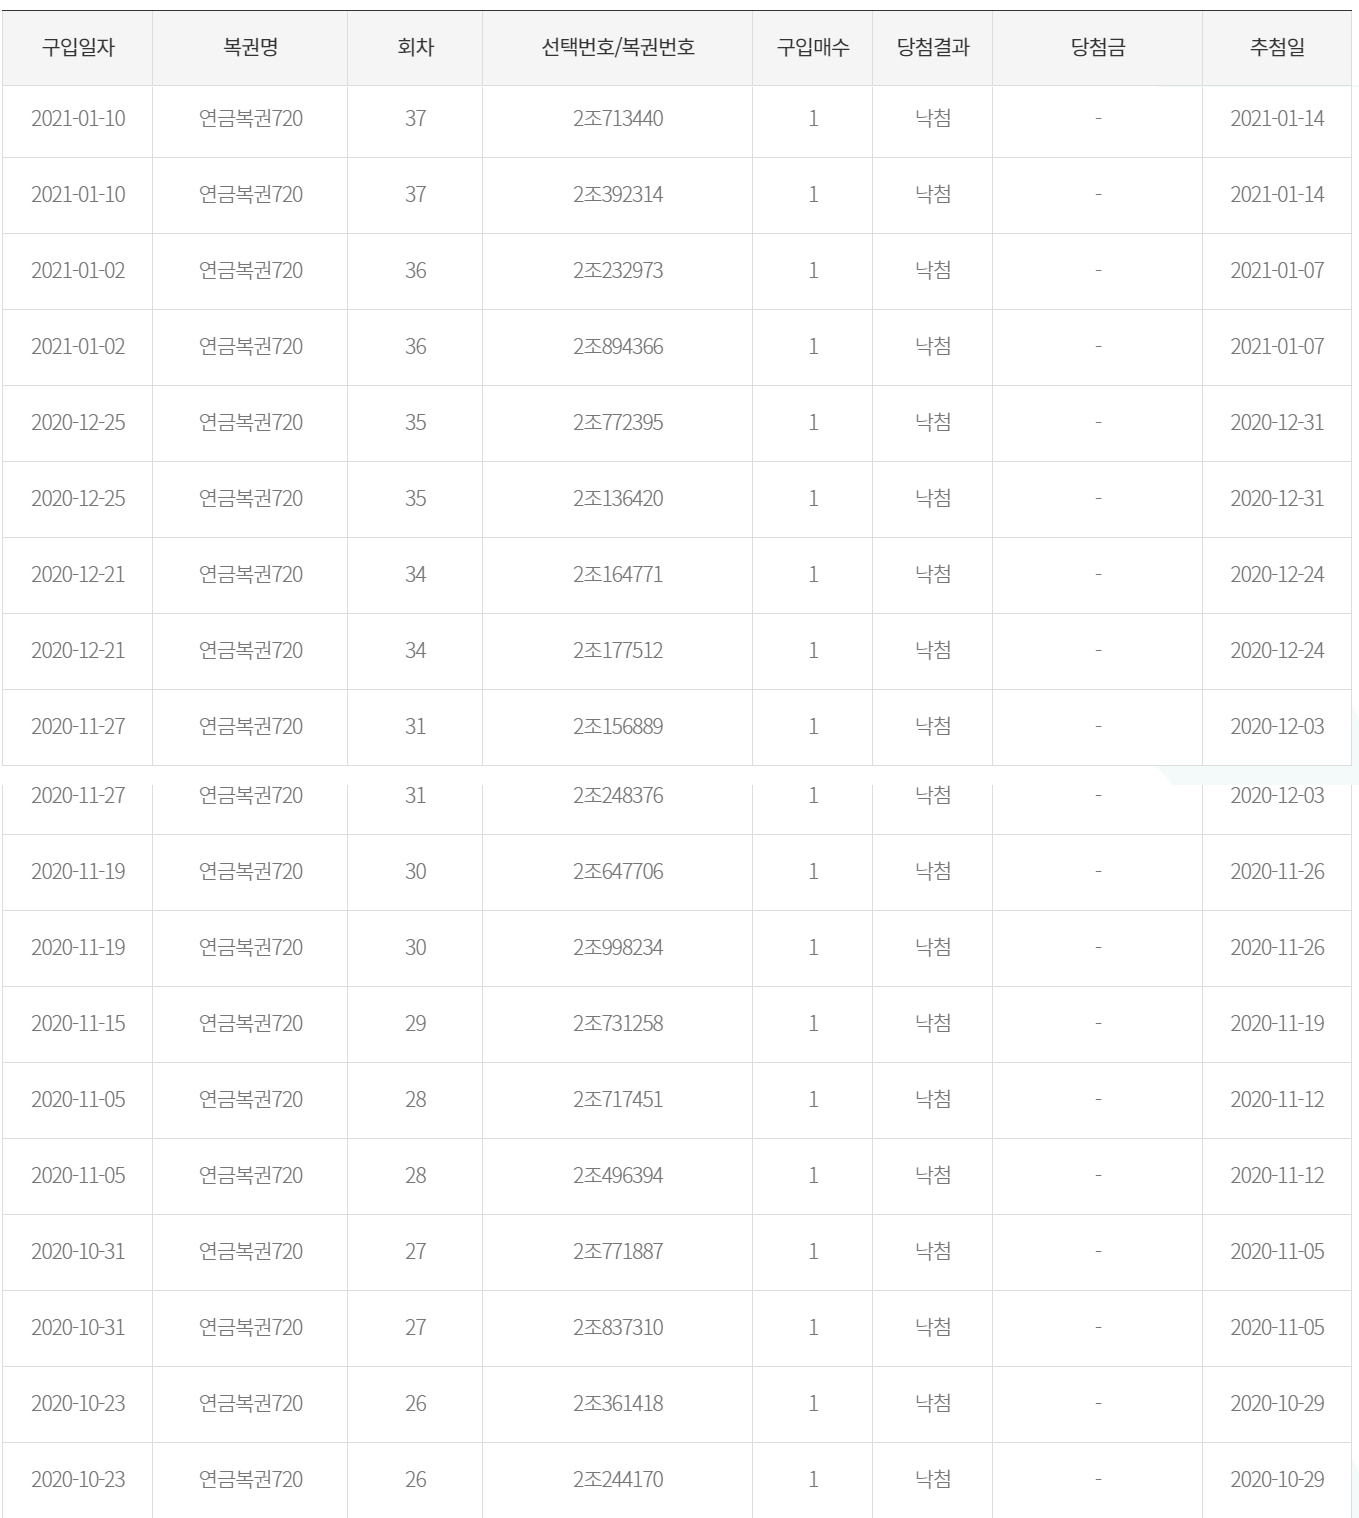 구입일자 복권명 회차 선택번호/복권번호 구입매수 당첨결과 당첨금 추첨일
2021-01-10 연금복권720 37 2조713440 1 낙첨 - 2021-01-14
2021-01-10 연금복권720 37 2조392314 1 낙첨 - 2021-01-14
2021-01-02 연금복권720 36 2조232973 1 낙첨 - 2021-01-07
2021-01-02 연금복권720 36 2조894366 1 낙첨 - 2021-01-07
2020-12-25 연금복권720 35 2조772395 1 낙첨 - 2020-12-31
2020-12-25 연금복권720 35 2조136420 1 낙첨 - 2020-12-31
2020-12-21 연금복권720 34 2조164771 1 낙첨 - 2020-12-24
2020-12-21 연금복권720 34 2조177512 1 낙첨 - 2020-12-24
2020-11-27 연금복권720 31 2조156889 1 낙첨 - 2020-12-03
2020-11-27 연금복권720 31 2조248376 1 낙첨 - 2020-12-03
2020-11-19 연금복권720 30 2조647706 1 낙첨 - 2020-11-26
2020-11-19 연금복권720 30 2조998234 1 낙첨 - 2020-11-26
2020-11-15 연금복권720 29 2조731258 1 낙첨 - 2020-11-19
2020-11-05 연금복권720 28 2조717451 1 낙첨 - 2020-11-12
2020-11-05 연금복권720 28 2조496394 1 낙첨 - 2020-11-12
2020-10-31 연금복권720 27 2조771887 1 낙첨 - 2020-11-05
2020-10-31 연금복권720 27 2조837310 1 낙첨 - 2020-11-05
2020-10-23 연금복권720 26 2조361418 1 낙첨 - 2020-10-29
2020-10-23 연금복권720 26 2조244170 1 낙첨 - 2020-10-29